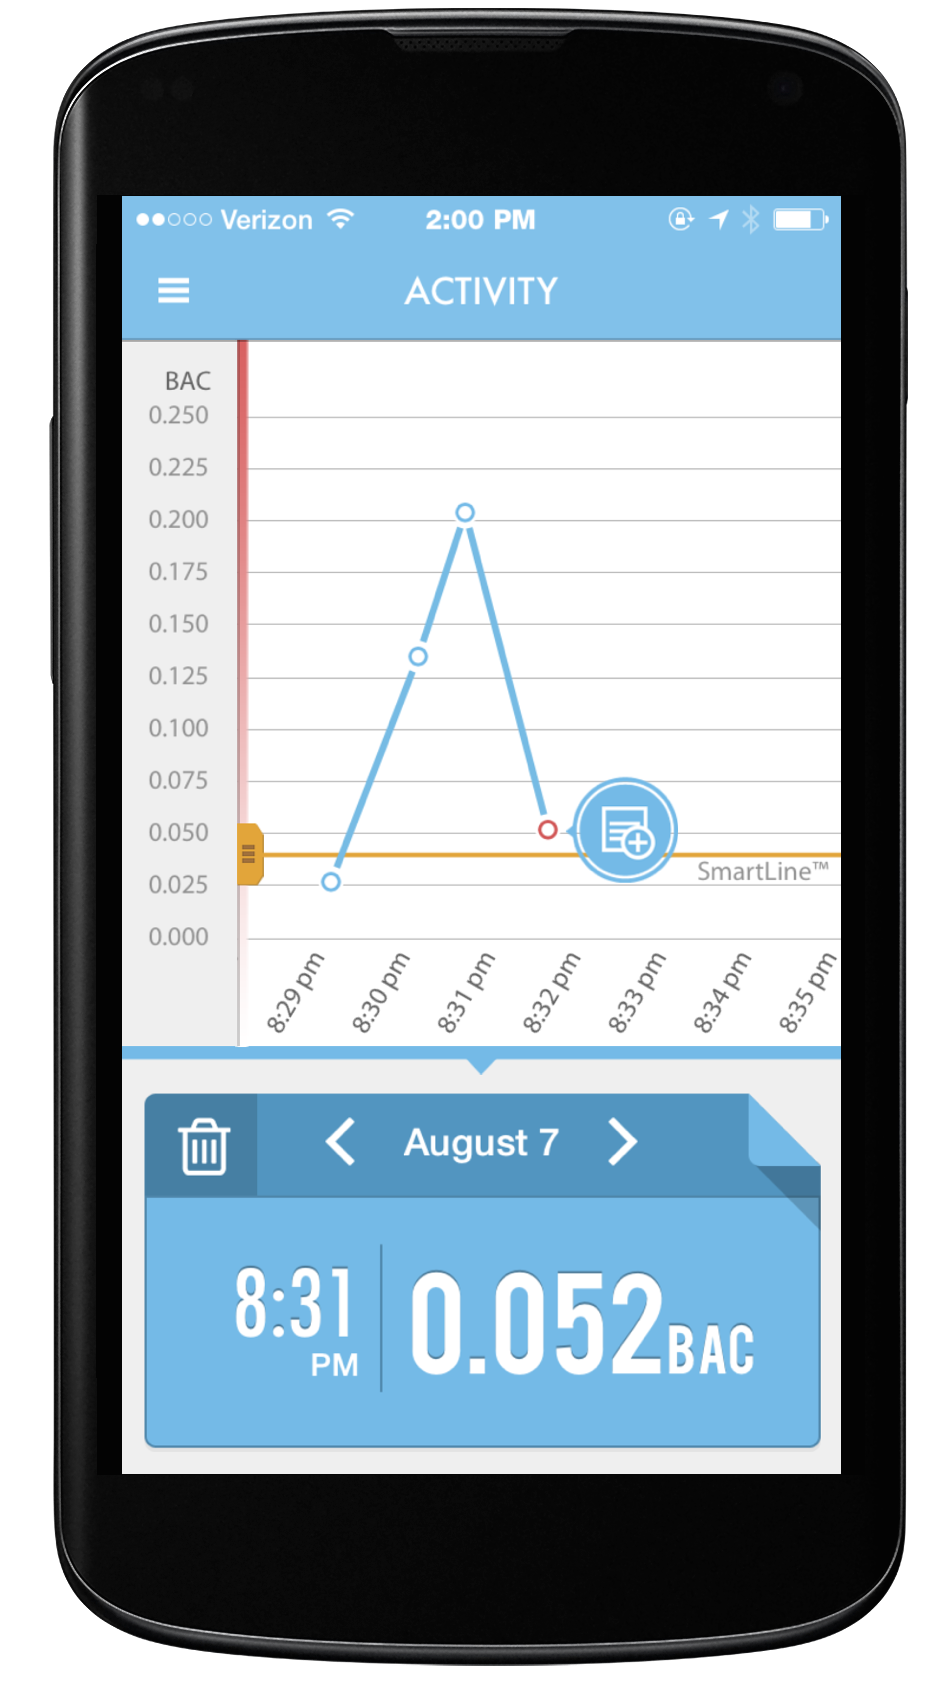 Verizon 2:00 PM
ACTIVITY
BAC
0.250
0.225
0.200
0.175
0.150
0.125
0.100
0.075
0.050
0.025
0.000
SmartLine™
8:29 pm
8:30 pm
8:31 pm
8:32 pm
8:33 pm
8:34 pm
8:35 pm
August 7
8:31
PM
0.052 BAC